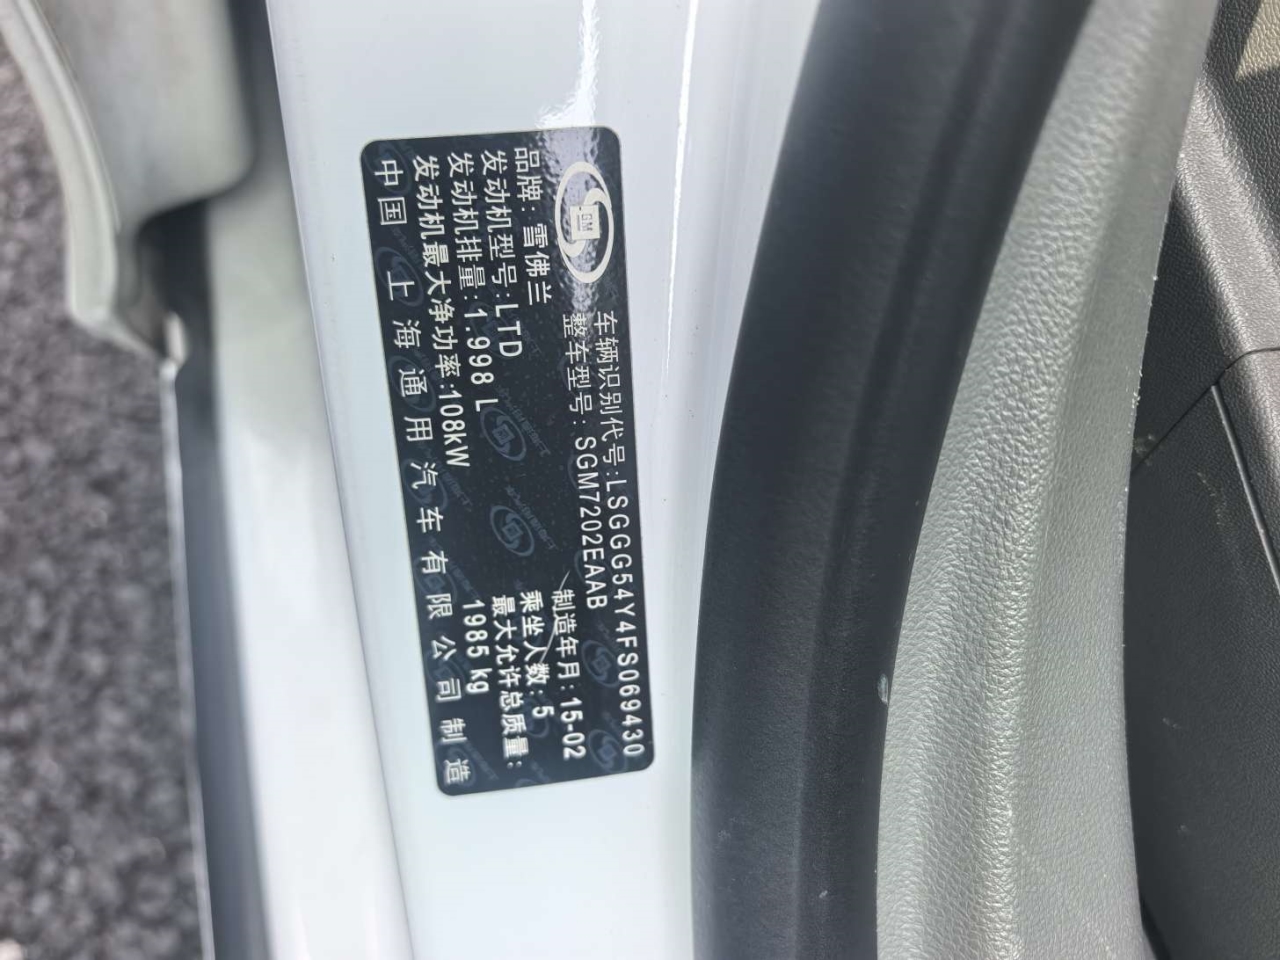 GM
车辆识别代号:LSGGG54Y4FS069430
整车型号:SGM7202EAAB
品牌:雪佛兰
制造年月:15-02
发动机型号:LTD
乘坐人数:5
发动机排量:1.998 L
最大允许总质量:
1985 kg
发动机最大净功率:108kW
中国 上海通用汽车有限公司制造